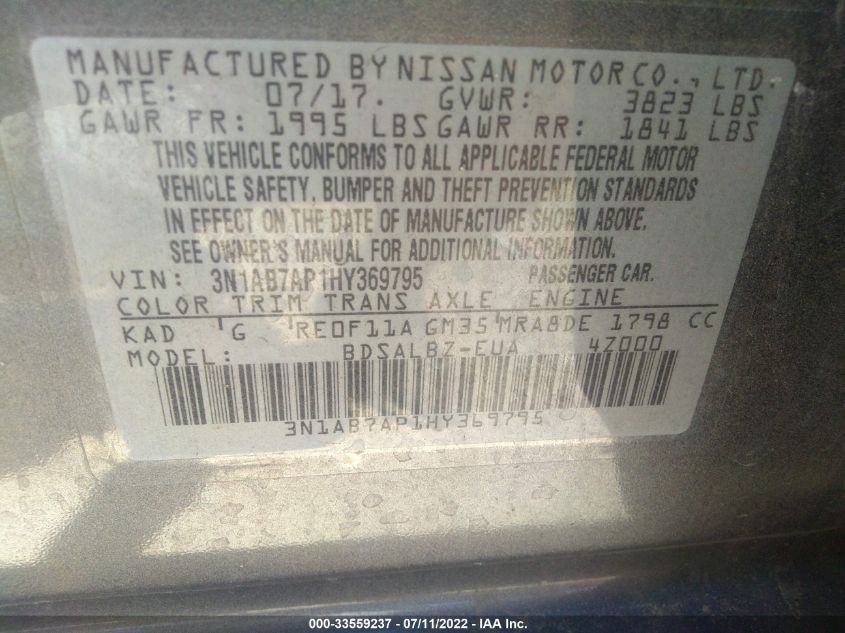 MANUFACTURED BY NISSAN MOTOR CO., LTD.
DATE: 07/17. GVWR: 3823 LBS
GAWR FR: 1995 LBS GAWR RR: 1841 LBS
THIS VEHICLE CONFORMS TO ALL APPLICABLE FEDERAL MOTOR
VEHICLE SAFETY, BUMPER AND THEFT PREVENTION STANDARDS
IN EFFECT ON THE DATE OF MANUFACTURE SHOWN ABOVE.
SEE OWNER'S MANUAL FOR ADDITIONAL INFORMATION.
VIN: 3N1AB7AP1HY369795 PASSENGER CAR.
COLOR TRIM TRANS AXLE ENGINE
KAD G RE0F11A GM35 MRA8DE 1798 CC
MODEL: BDSALBZ-EUA 4Z000
3N1AB7AP1HY369795
000-33559237 - 07/11/2022 - IAA Inc.